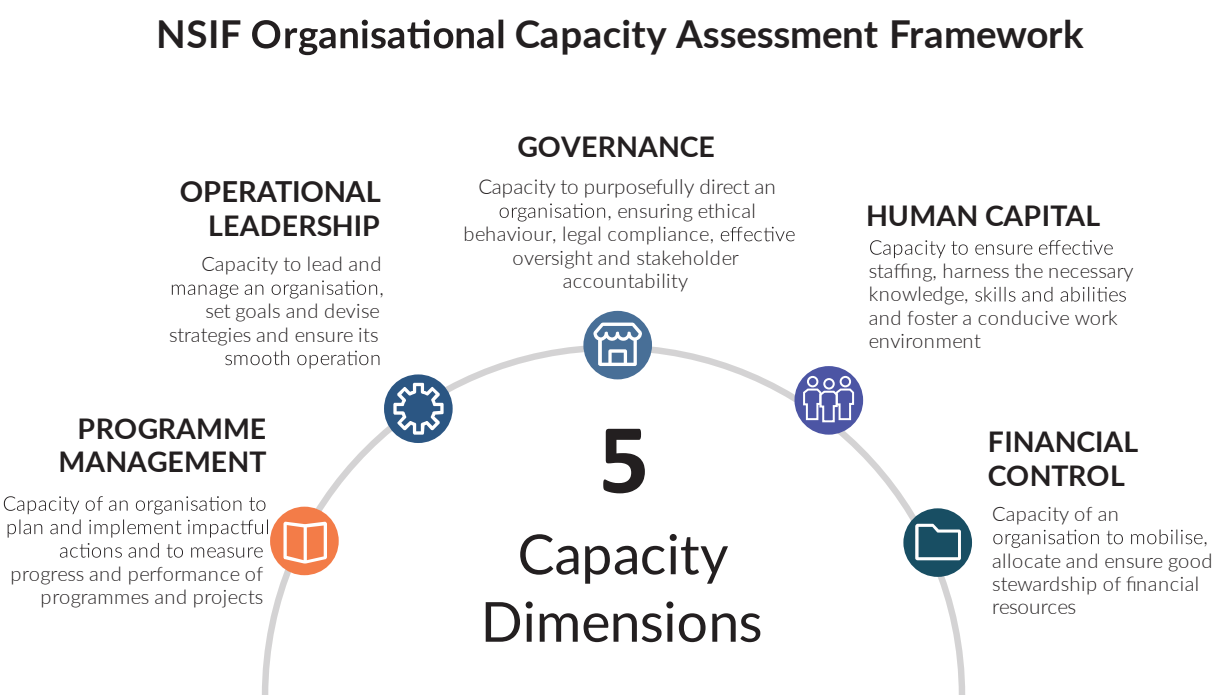 NSIF Organisational Capacity Assessment Framework
GOVERNANCE
Capacity to purposefully direct an
organisation, ensuring ethical
behaviour, legal compliance, effective
oversight and stakeholder
accountability
OPERATIONAL
LEADERSHIP
Capacity to lead and
manage an organisation,
set goals and devise
strategies and ensure its
smooth operation
HUMAN CAPITAL
Capacity to ensure effective
staffing, harness the necessary
knowledge, skills and abilities
and foster a conducive work
environment
PROGRAMME
MANAGEMENT
Capacity of an organisation to
plan and implement impactful
actions and to measure
progress and performance of
programmes and projects
5
Capacity
Dimensions
FINANCIAL
CONTROL
Capacity of an
organisation to mobilise,
allocate and ensure good
stewardship of financial
resources